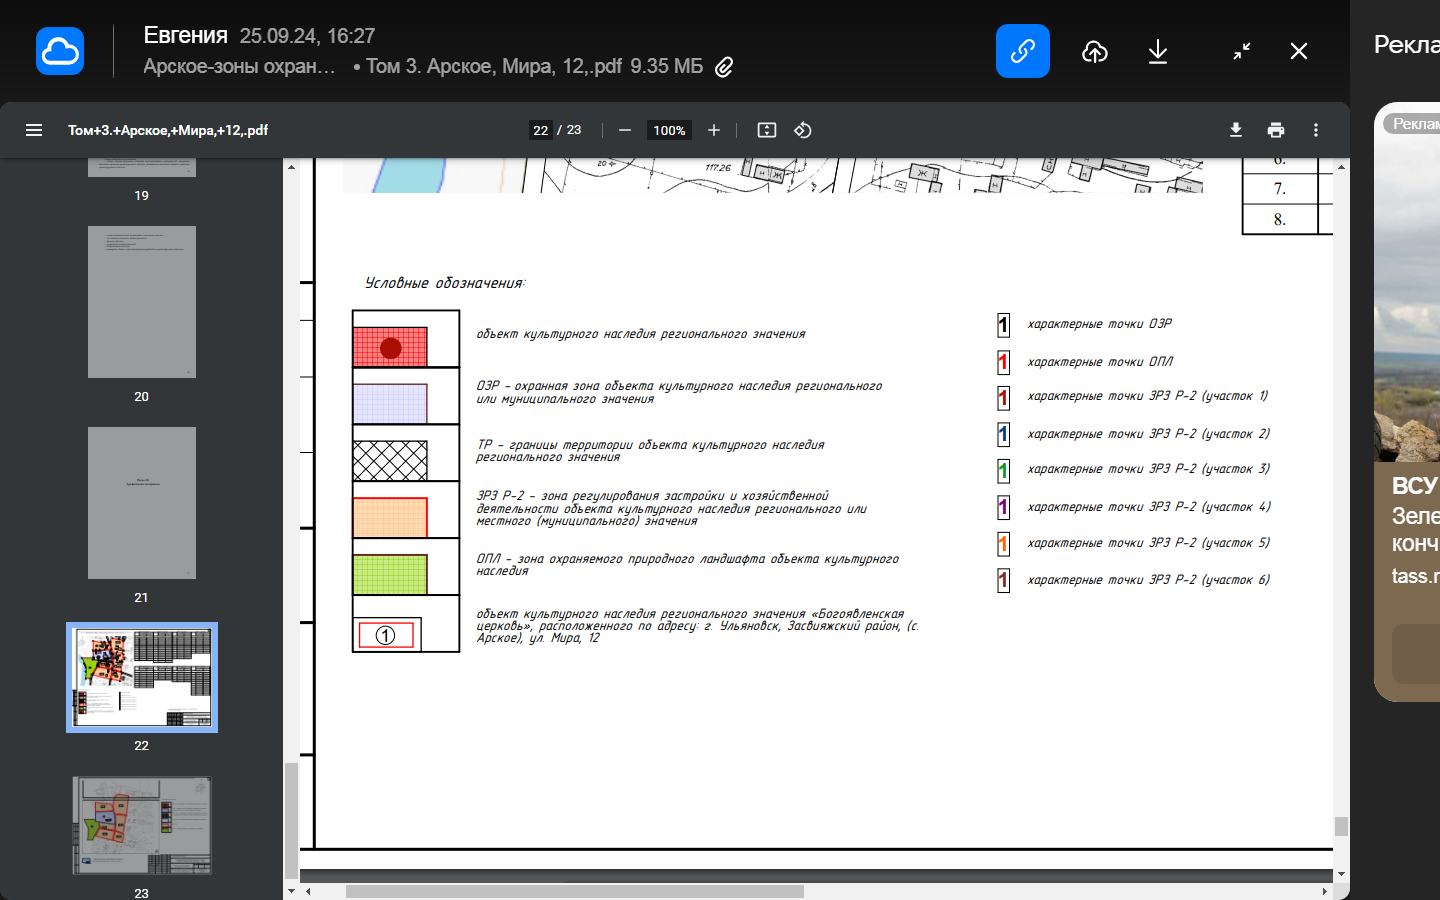 Евгения 25.09.24, 16:27
Арское-зоны охран... • Том 3. Арское, Мира, 12,.pdf 9.35 МБ
Рекла
Том+3.+Арское,+Мира,+12,.pdf
22 / 23
100%
Реклам
19
20
21
22
23
20
117.26
Ж
Н
Ж
Н
Н
6.
7.
8.
Условные обозначения:
объект культурного наследия регионального значения
ОЗР - охранная зона объекта культурного наследия регионального
или муниципального значения
ТР - границы территории объекта культурного наследия
регионального значения
ЗРЗ Р-2 - зона регулирования застройки и хозяйственной
деятельности объекта культурного наследия регионального или
местного (муниципального) значения
ОПЛ - зона охраняемого природного ландшафта объекта культурного
наследия
1
объект культурного наследия регионального значения «Богоявленская
церковь», расположенного по адресу: г. Ульяновск, Засвияжский район, (с.
Арское), ул. Мира, 12
1 характерные точки ОЗР
1 характерные точки ОПЛ
1 характерные точки ЗРЗ Р-2 (участок 1)
1 характерные точки ЗРЗ Р-2 (участок 2)
1 характерные точки ЗРЗ Р-2 (участок 3)
1 характерные точки ЗРЗ Р-2 (участок 4)
1 характерные точки ЗРЗ Р-2 (участок 5)
1 характерные точки ЗРЗ Р-2 (участок 6)
ВСУ
Зеле
конч
tass.r